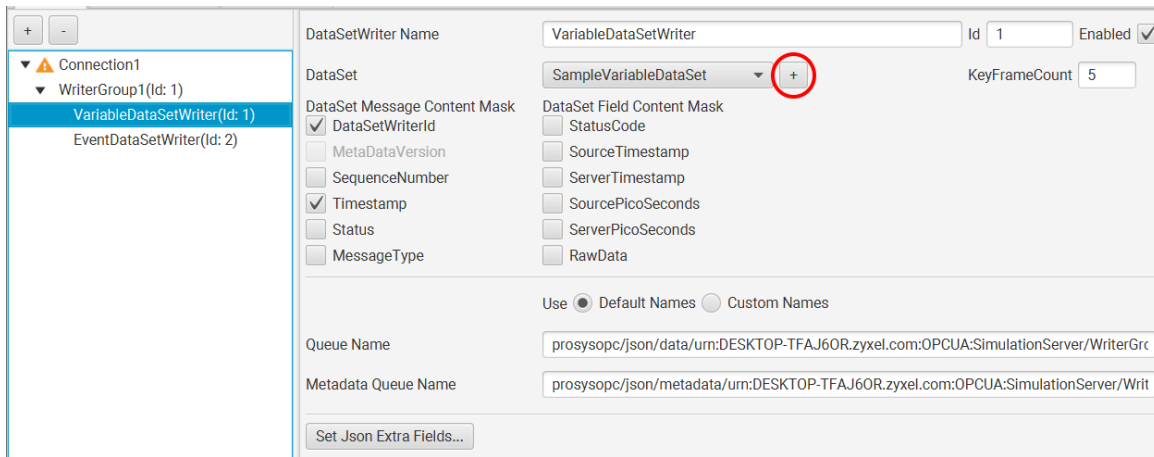 + -
Connection1
WriterGroup1(Id: 1)
VariableDataSetWriter(Id: 1)
EventDataSetWriter(Id: 2)
DataSetWriter Name VariableDataSetWriter Id 1 Enabled
DataSet SampleVariableDataSet + KeyFrameCount 5
DataSet Message Content Mask DataSet Field Content Mask
DataSetWriterId StatusCode
MetaDataVersion SourceTimestamp
SequenceNumber ServerTimestamp
Timestamp SourcePicoSeconds
Status ServerPicoSeconds
MessageType RawData
Use Default Names Custom Names
Queue Name prosysopc/json/data/urn:DESKTOP-TFAJ6OR.zyxel.com:OPCUA:SimulationServer/WriterGrc
Metadata Queue Name prosysopc/json/metadata/urn:DESKTOP-TFAJ6OR.zyxel.com:OPCUA:SimulationServer/Writ
Set Json Extra Fields...